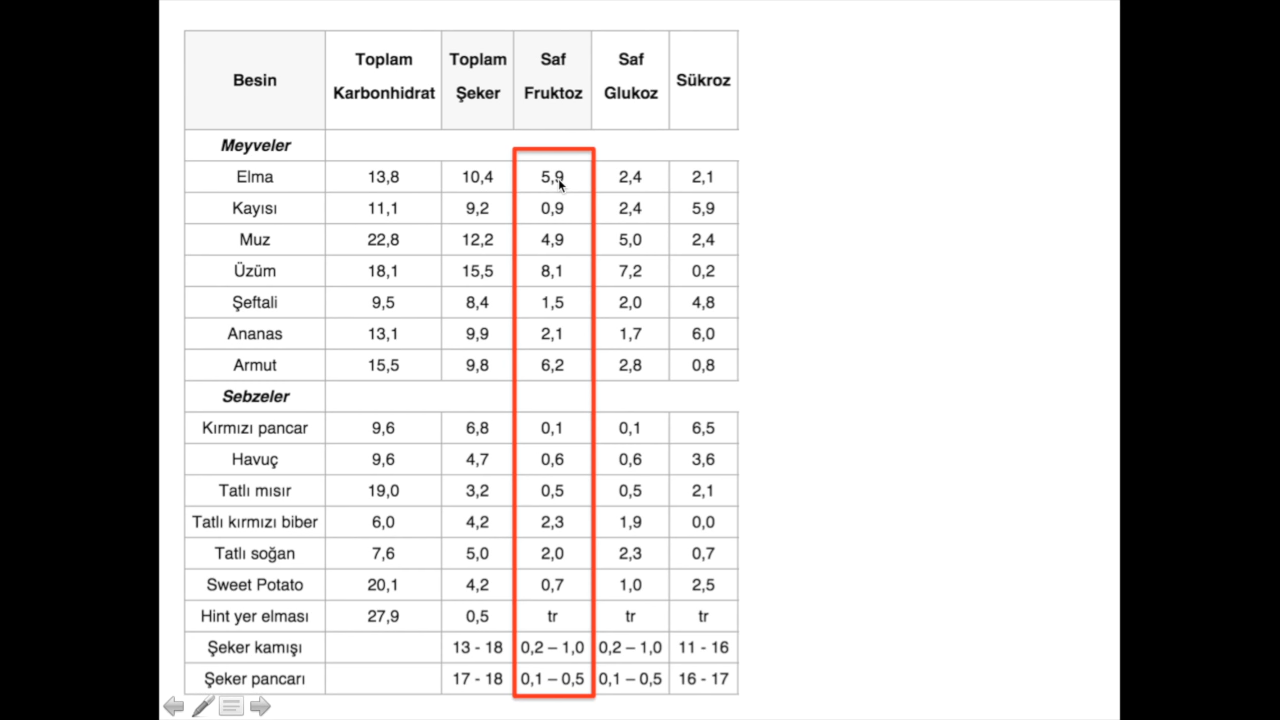 Besin Toplam Karbonhidrat Toplam Şeker Saf Fruktoz Saf Glukoz Sükroz
Meyveler
Elma 13,8 10,4 5,9 2,4 2,1
Kayısı 11,1 9,2 0,9 2,4 5,9
Muz 22,8 12,2 4,9 5,0 2,4
Üzüm 18,1 15,5 8,1 7,2 0,2
Şeftali 9,5 8,4 1,5 2,0 4,8
Ananas 13,1 9,9 2,1 1,7 6,0
Armut 15,5 9,8 6,2 2,8 0,8
Sebzeler
Kırmızı pancar 9,6 6,8 0,1 0,1 6,5
Havuç 9,6 4,7 0,6 0,6 3,6
Tatlı mısır 19,0 3,2 0,5 0,5 2,1
Tatlı kırmızı biber 6,0 4,2 2,3 1,9 0,0
Tatlı soğan 7,6 5,0 2,0 2,3 0,7
Sweet Potato 20,1 4,2 0,7 1,0 2,5
Hint yer elması 27,9 0,5 tr tr tr
Şeker kamışı 13 - 18 0,2 – 1,0 0,2 – 1,0 11 - 16
Şeker pancarı 17 - 18 0,1 – 0,5 0,1 – 0,5 16 - 17